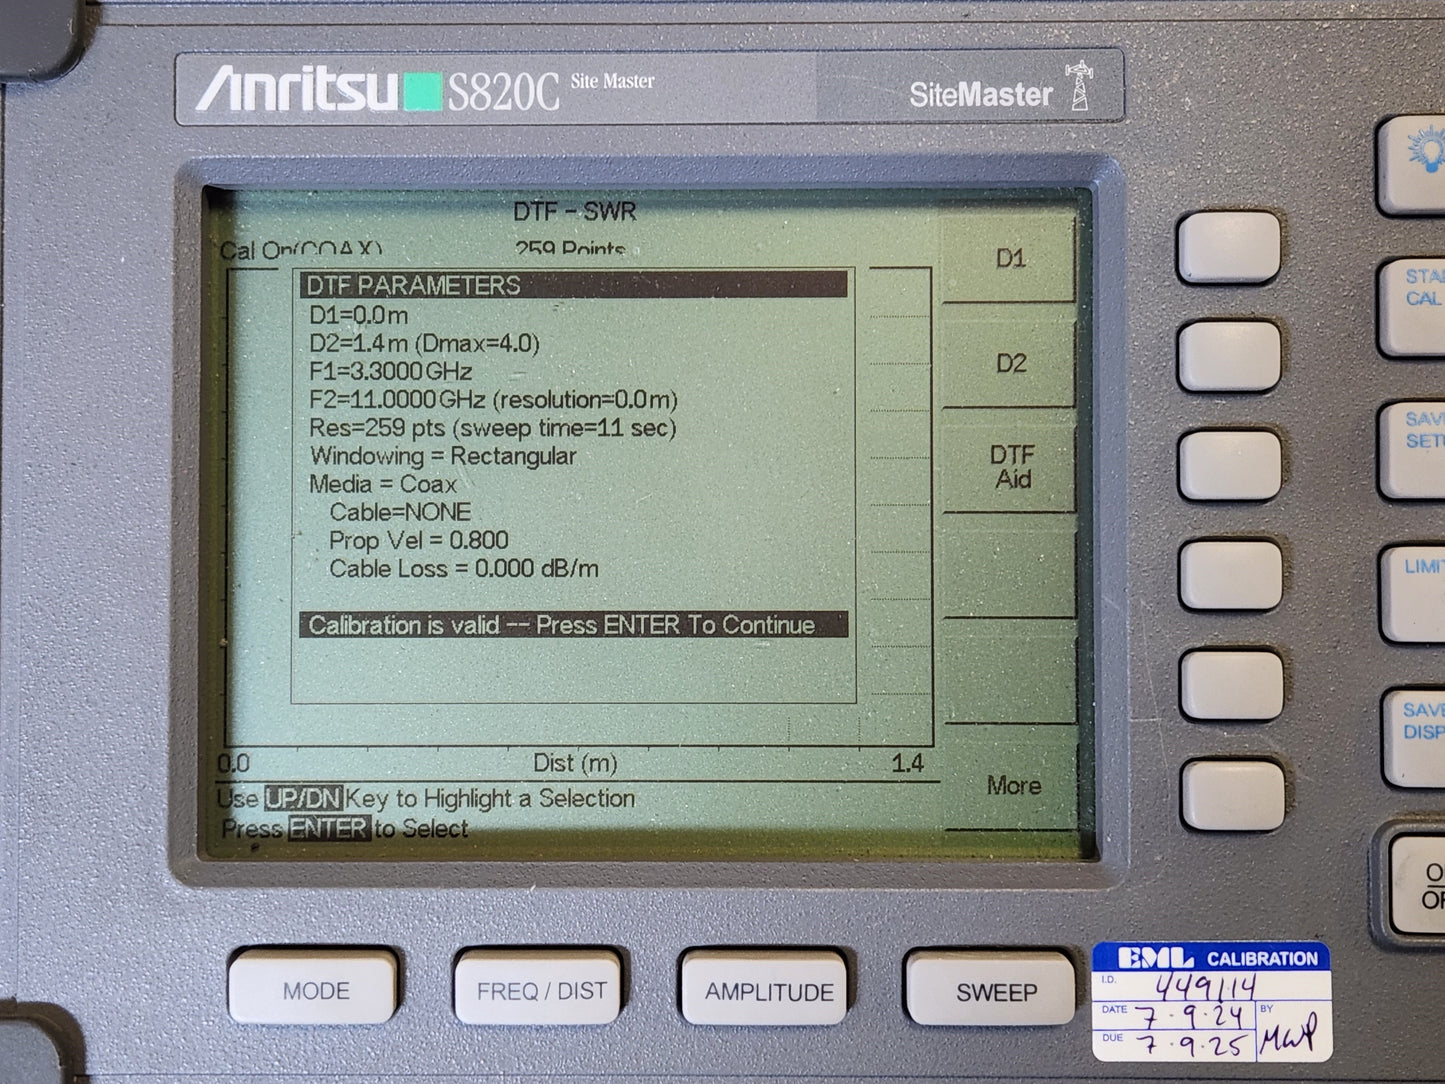 Anritsu S820C Site Master
SiteMaster
DTF - SWR
Cal On(COAX)
259 Points
D1
DTF PARAMETERS
D1=0.0m
D2=1.4m (Dmax=4.0)
F1=3.3000GHz
F2=11.0000GHz (resolution=0.0m)
Res=259 pts (sweep time=11 sec)
Windowing = Rectangular
Media = Coax
Cable=NONE
Prop Vel = 0.800
Cable Loss = 0.000 dB/m
Calibration is valid -- Press ENTER To Continue
D2
DTF
Aid
More
0.0
Dist (m)
1.4
Use UP/DN Key to Highlight a Selection
Press ENTER to Select
CAL
LIMIT
MODE
FREQ / DIST
AMPLITUDE
SWEEP
EML CALIBRATION
I.D. 449114
DATE 7-9-24
BY MWP
DUE 7-9-25